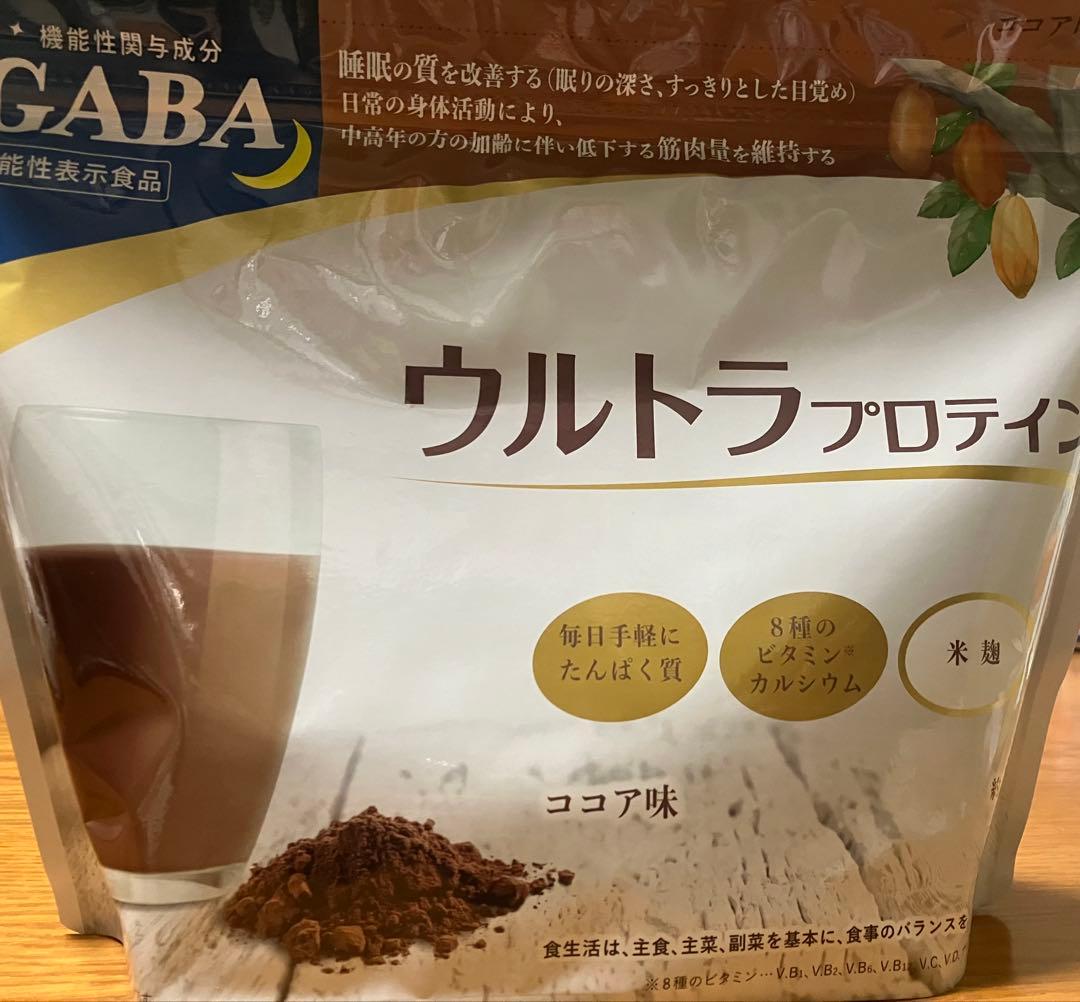 機能性関与成分
GABA
能性表示食品
睡眠の質を改善する(眠りの深さ、すっきりとした目覚め)
日常の身体活動により、
中高年の方の加齢に伴い低下する筋肉量を維持する
ココア
ウルトラプロテイン
毎日手軽に
たんぱく質
8種の
ビタミン※
カルシウム
米麹
ココア味
食生活は、主食、主菜、副菜を基本に、食事のバランスを
※8種のビタミン…V.B1、V.B2、V.B6、V.B12、V.C、V.D、